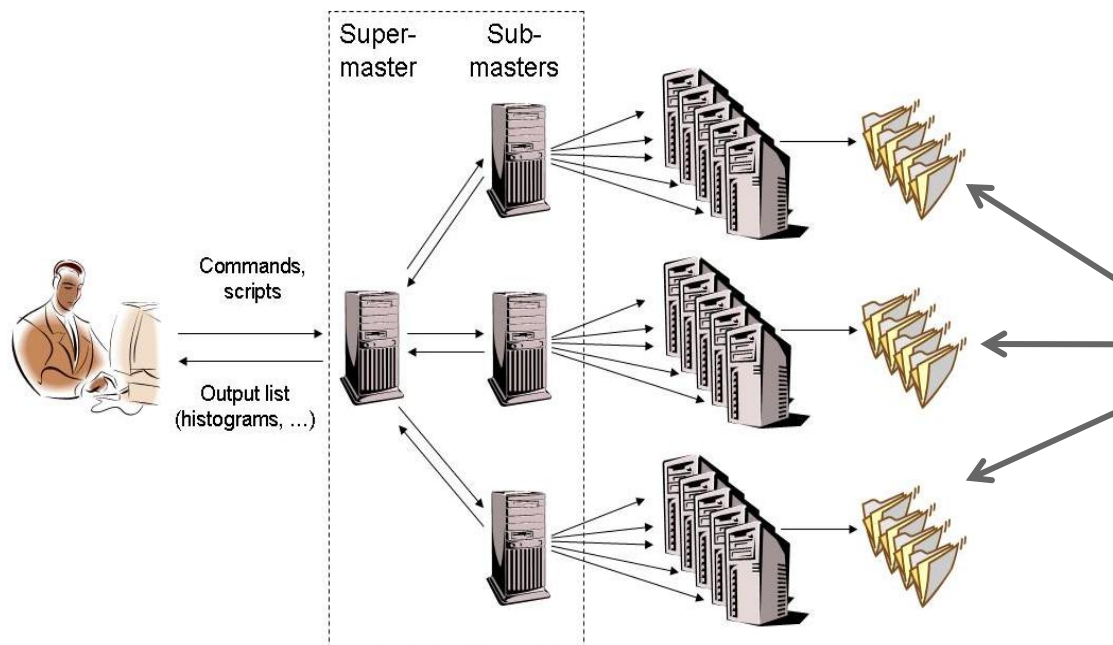 Super-
master
Sub-
masters
Commands,
scripts
Output list
(histograms, ...)